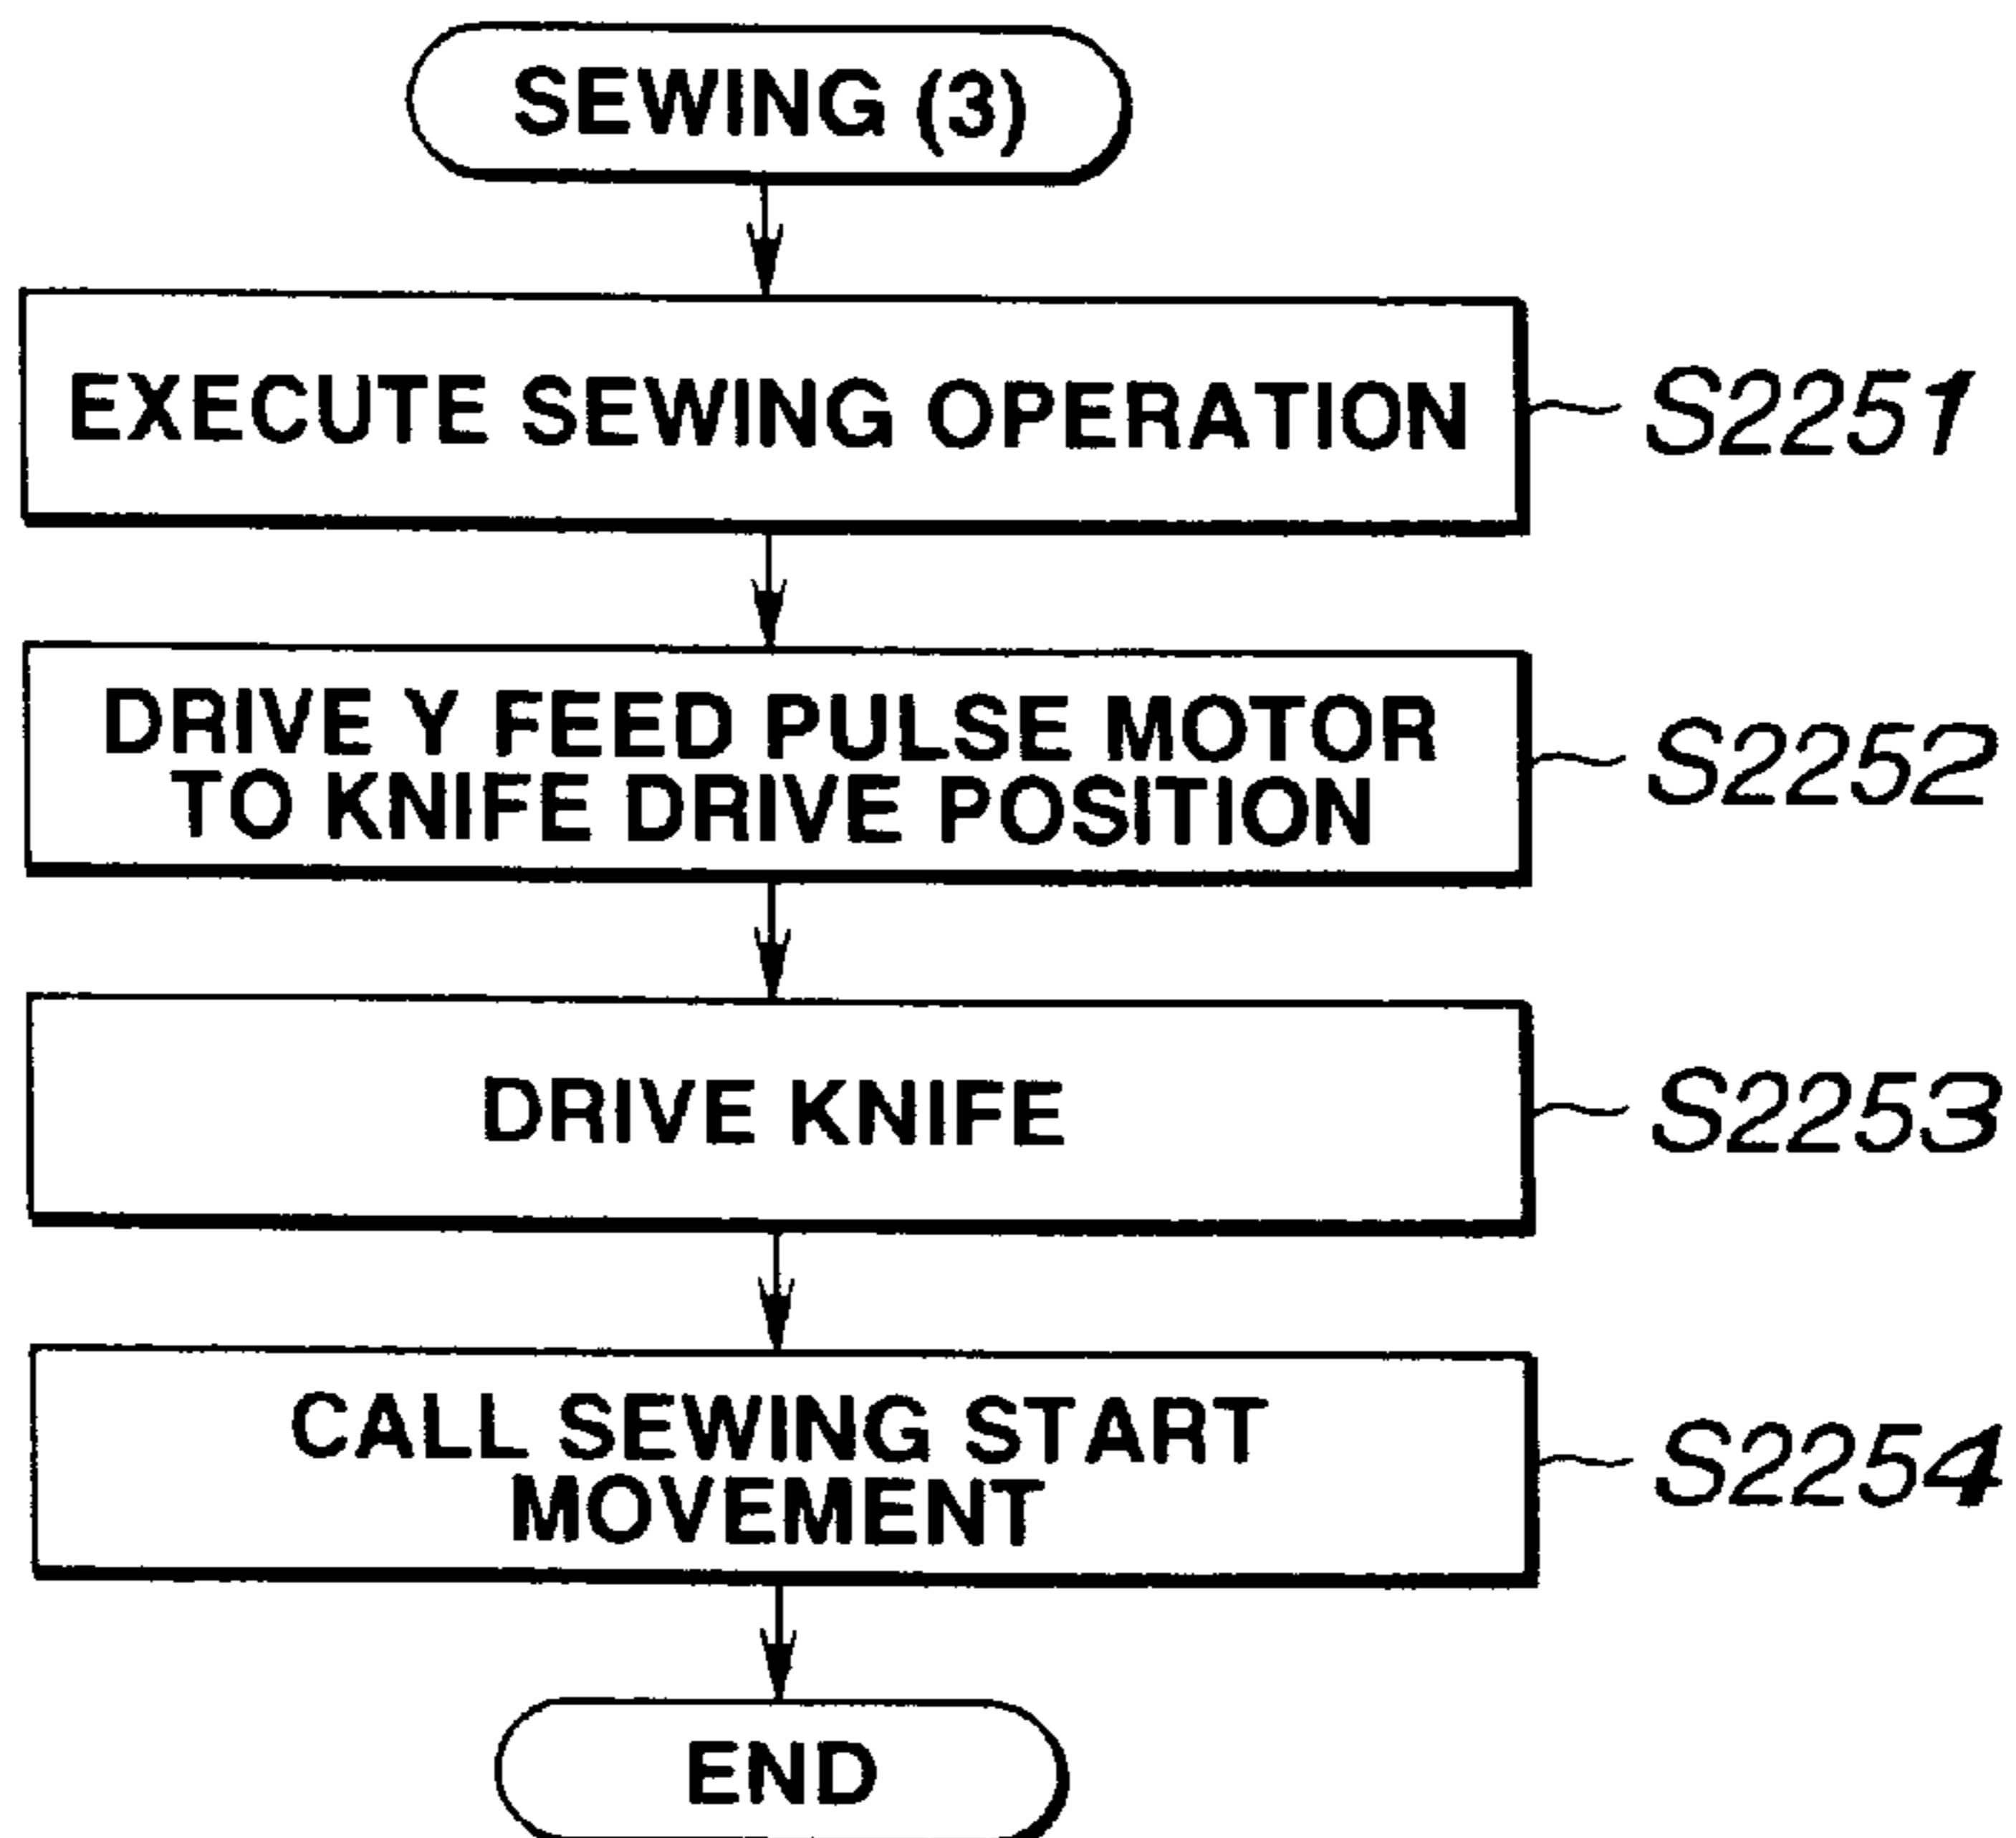 SEWING (3)
EXECUTE SEWING OPERATION
S2251
DRIVE Y FEED PULSE MOTOR
TO KNIFE DRIVE POSITION
S2252
DRIVE KNIFE
S2253
CALL SEWING START
MOVEMENT
S2254
END